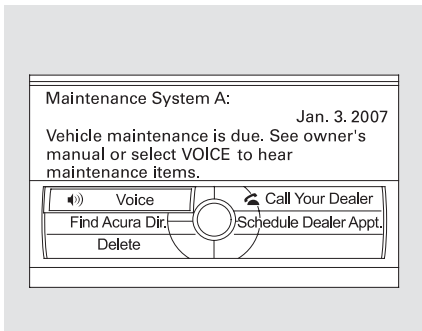 Maintenance System A:
Jan. 3. 2007
Vehicle maintenance is due. See owner's
manual or select VOICE to hear
maintenance items.
Voice
Call Your Dealer
Find Acura Dir.
Schedule Dealer Appt.
Delete